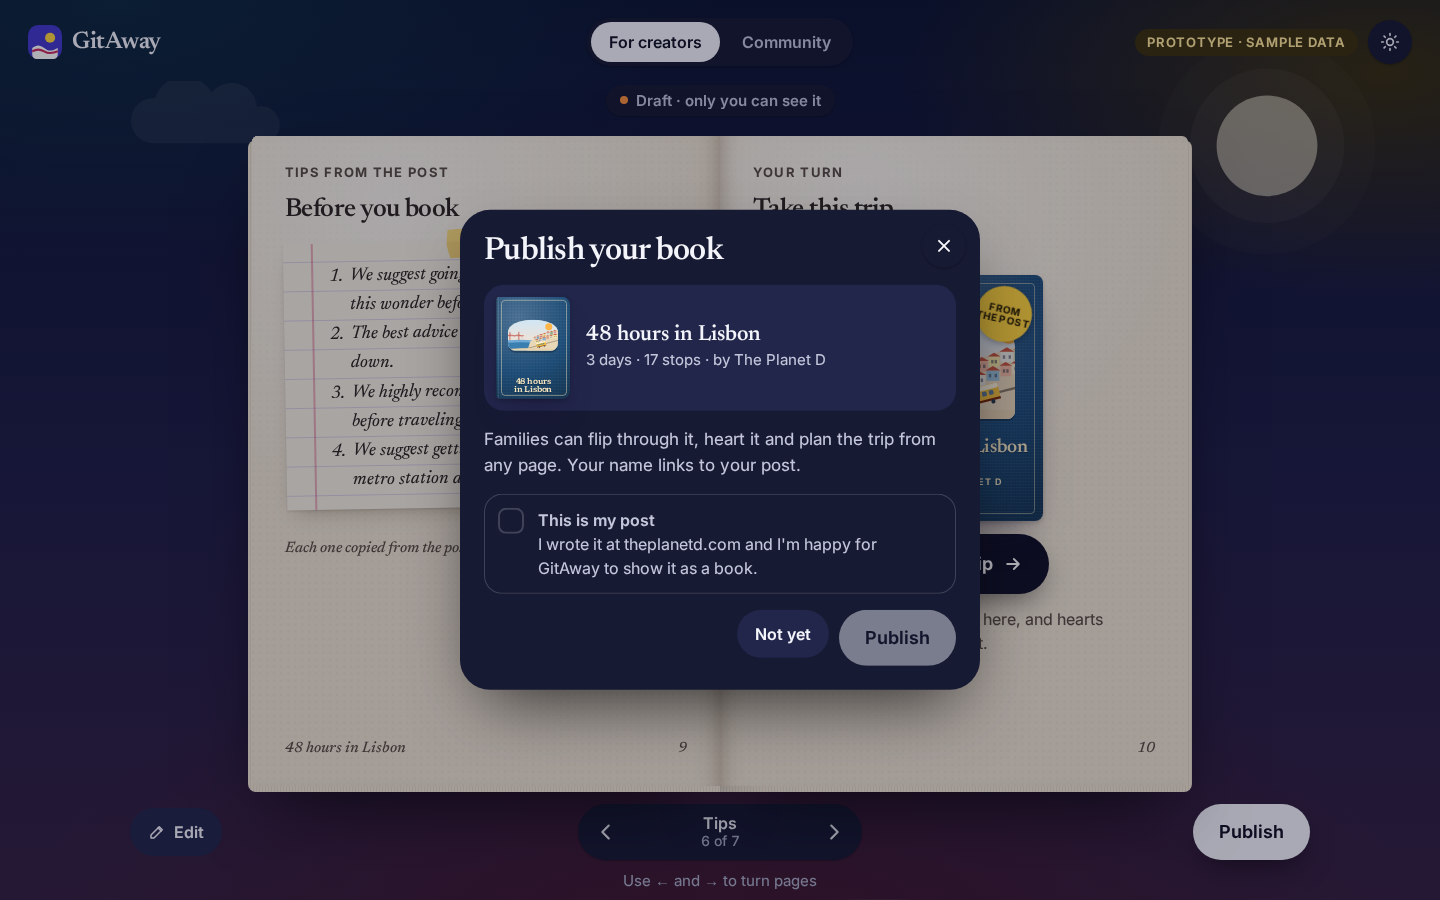 GitAway
For creators
Community
PROTOTYPE · SAMPLE DATA
Draft · only you can see it
TIPS FROM THE POST
Before you book
1. We suggest going
this wonder
2. The best advice
down.
3. We highly
before traveling
4. We suggest
metro station
Each one copied from the
48 hours in Lisbon
9
YOUR TURN
Take this trip
FROM
THE POST
Lisbon
here, and hearts
10
Publish your book
48 hours
in Lisbon
48 hours in Lisbon
3 days · 17 stops · by The Planet D
Families can flip through it, heart it and plan the trip from
any page. Your name links to your post.
This is my post
I wrote it at theplanetd.com and I'm happy for
GitAway to show it as a book.
Not yet
Publish
Edit
Tips
6 of 7
Publish
Use ← and → to turn pages